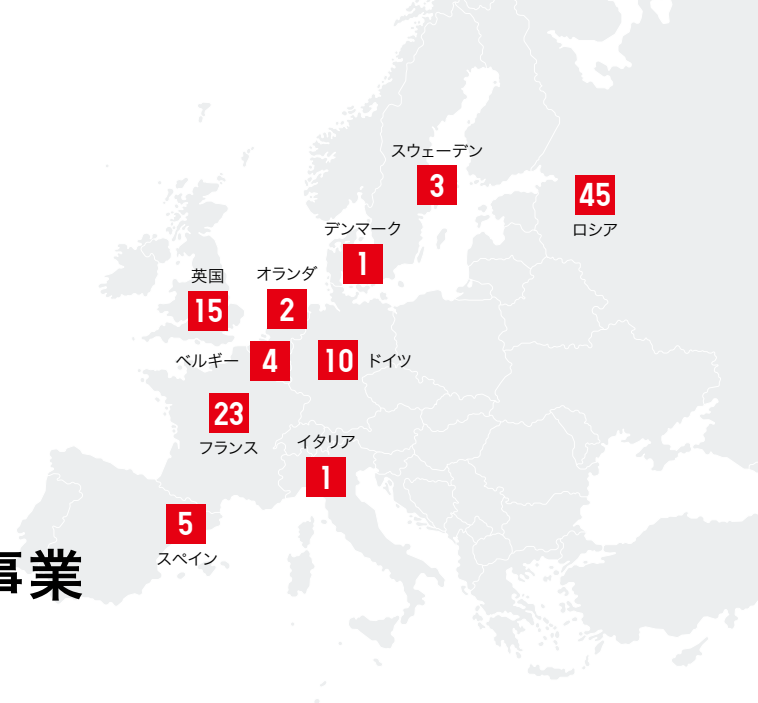 スウェーデン
3
45
ロシア
デンマーク
1
英国
15
オランダ
2
ベルギー
4
10
ドイツ
23
フランス
イタリア
1
5
スペイン
事業